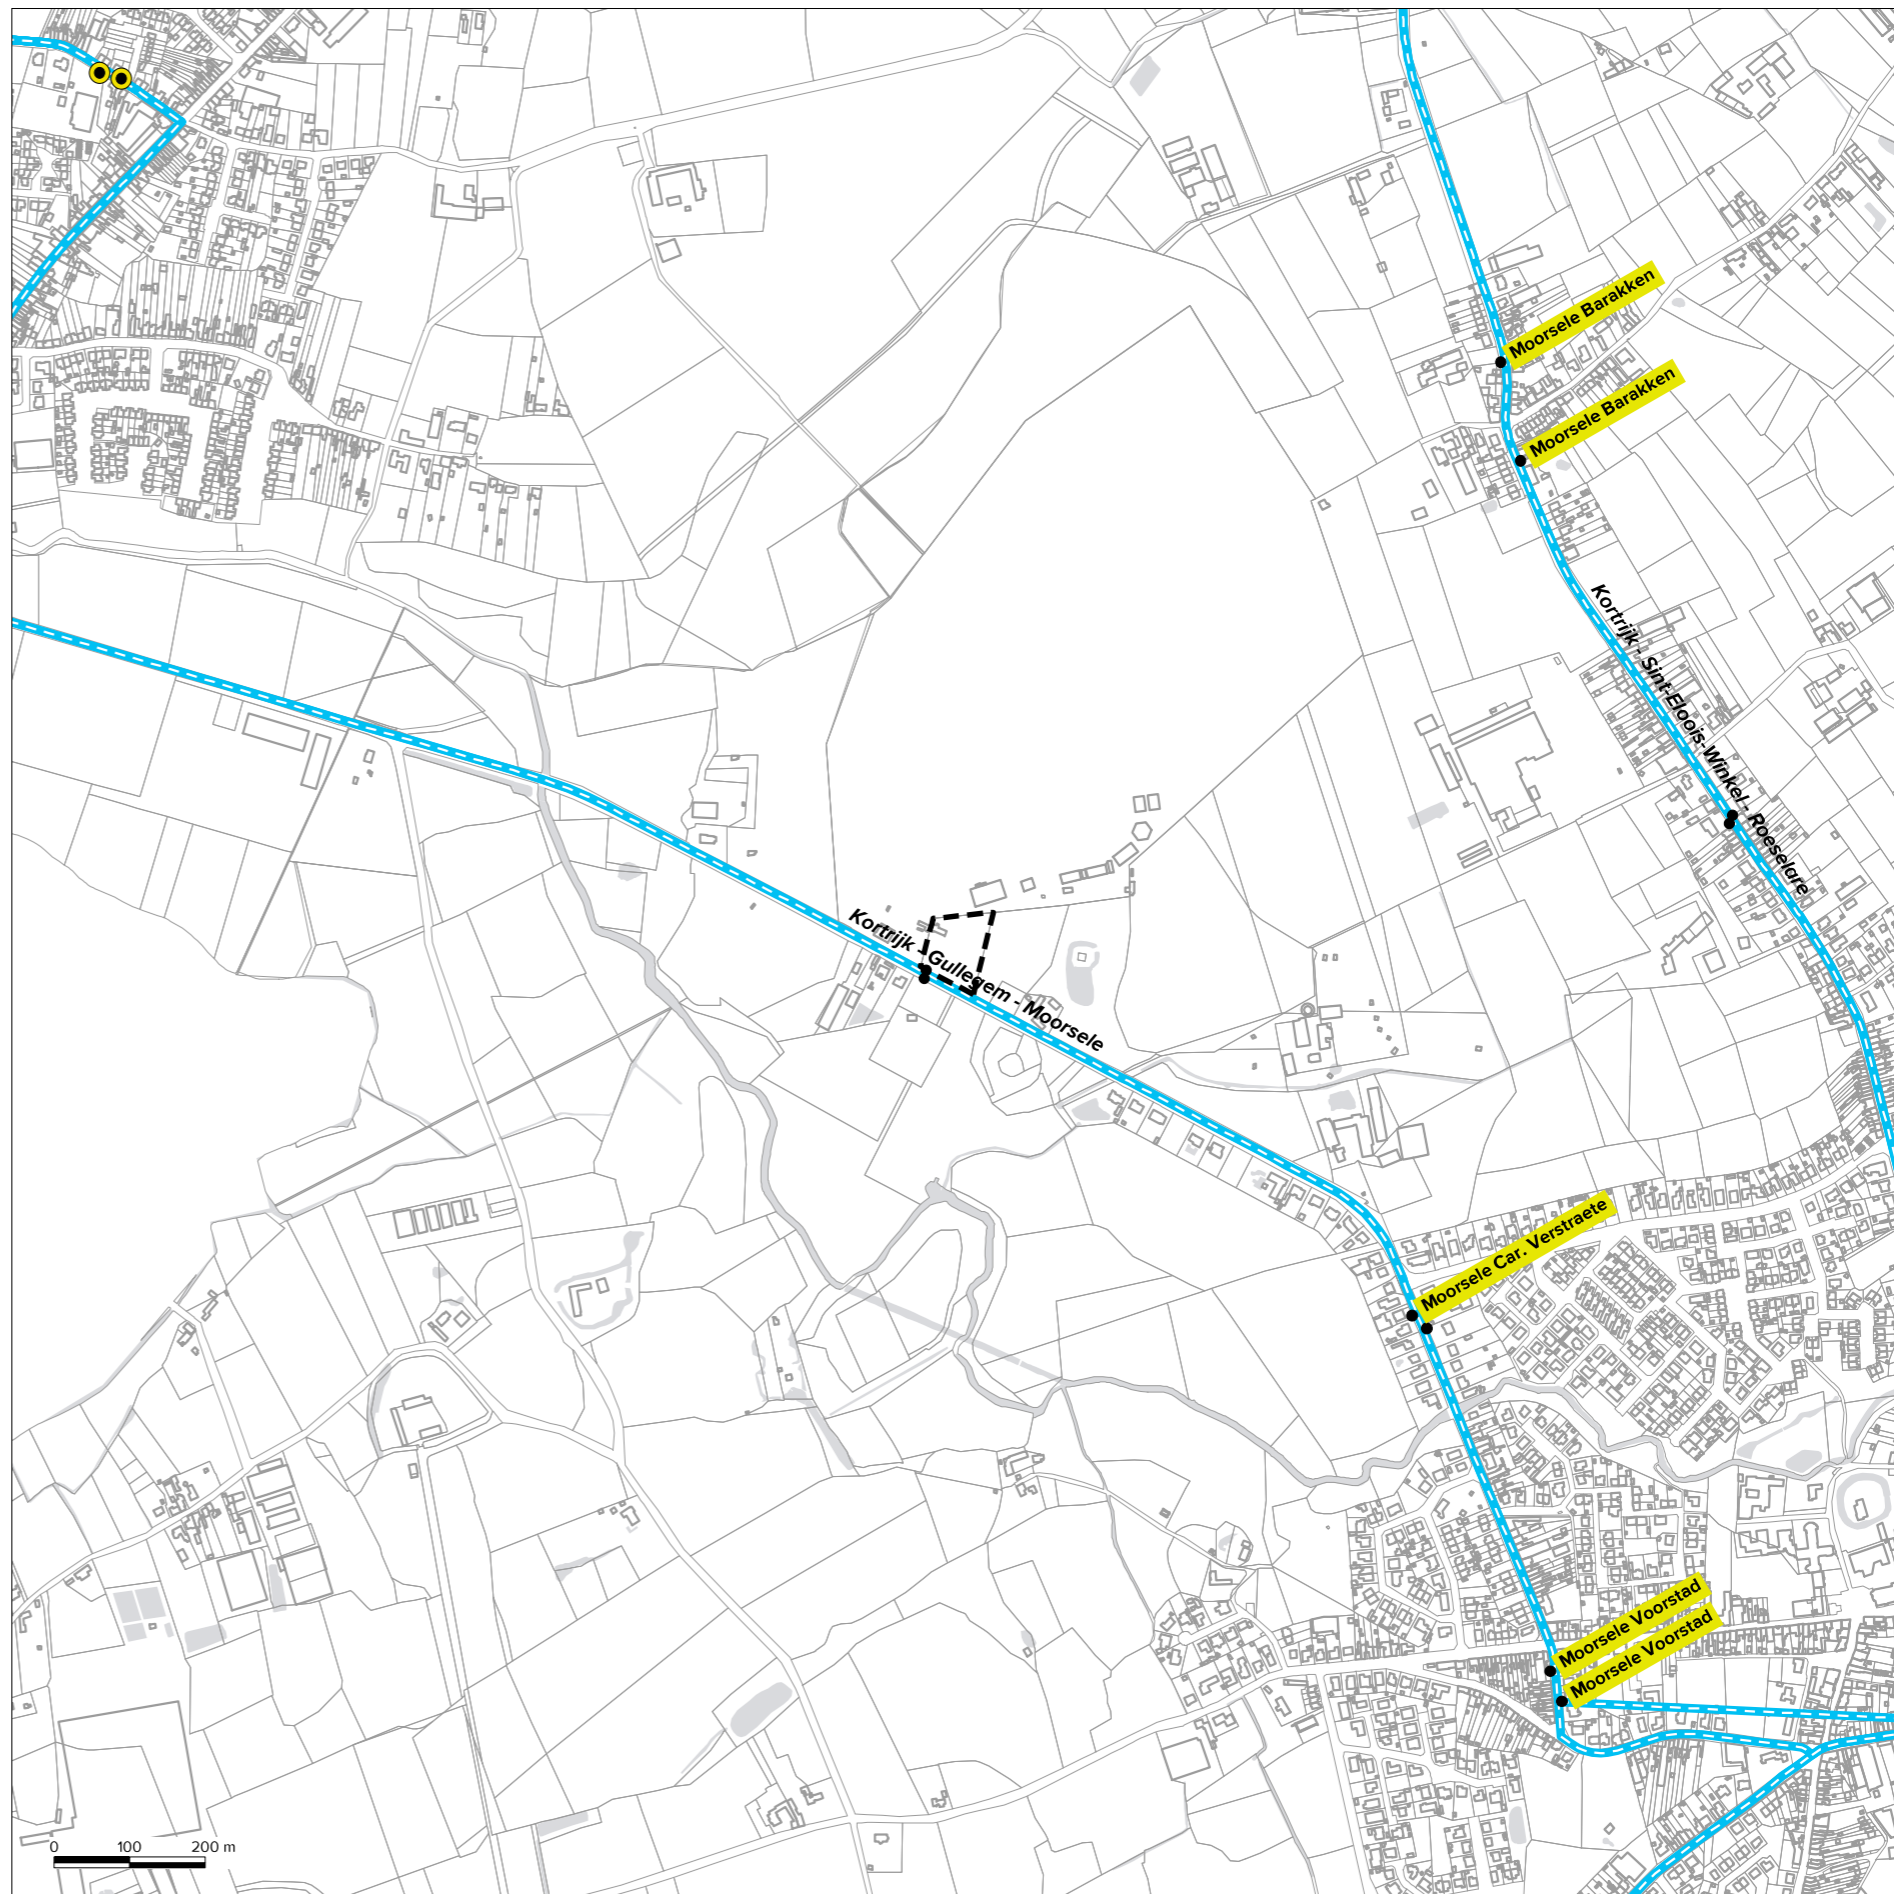 Moorsele Barakken
Moorsele Barakken
Kortrijk - Sint-Eloois-Winkel - Roeselare
Kortrijk - Gullegem - Moorsele
Moorsele Car. Verstraete
Moorsele Voorstad
Moorsele Voorstad
0 100 200 m